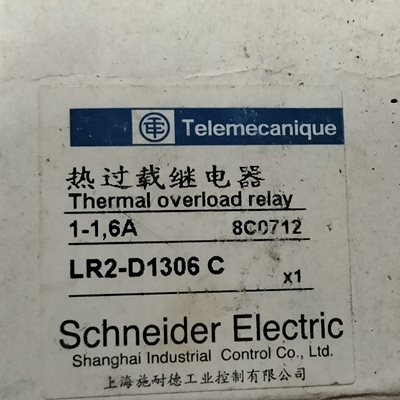 Telemecanique
热过载继电器
Thermal overload relay
1-1,6A 8C0712
LR2-D1306 C x1
Schneider Electric
Shanghai Industrial Control Co., Ltd.
上海施耐德工业控制有限公司